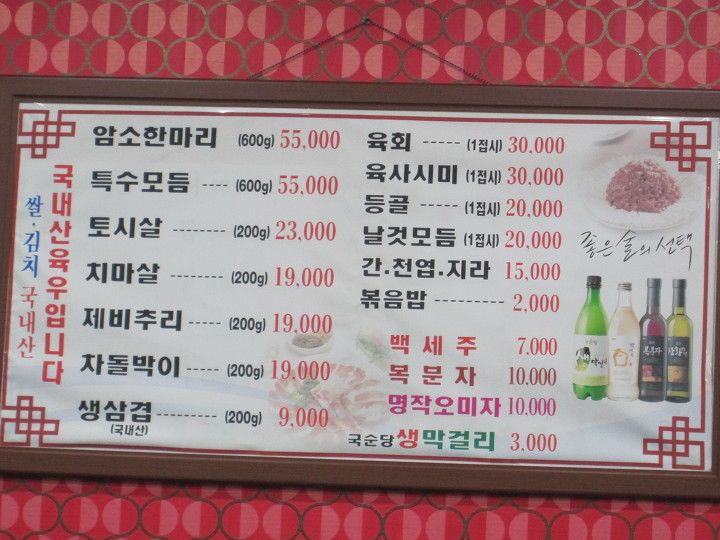 국내산육우입니다
쌀·김치 국내산
암소한마리 (600g) 55,000
특수모듬 ---- (600g) 55,000
토시살 ------ (200g) 23,000
치마살 ------ (200g) 19,000
제비추리 ---- (200g) 19,000
차돌박이 ---- (200g) 19,000
생삼겹 --------- (200g) 9,000
(국내산)
육회 ----- (1접시) 30,000
육사시미 (1접시) 30,000
등골 ------ (1접시) 20,000
날것모듬 (1접시) 20,000
간.천엽.지라 15,000
볶음밥 --------- 2,000
백세주 7,000
복분자 10,000
명작오미자 10,000
국순당 생막걸리 3,000
좋은 술의 선택
복분자